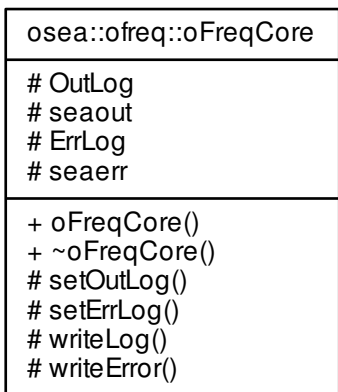 osea::ofreq::oFreqCore
# OutLog
# seaout
# ErrLog
# seaerr
+ oFreqCore()
+ ~oFreqCore()
# setOutLog()
# setErrLog()
# writeLog()
# writeError()